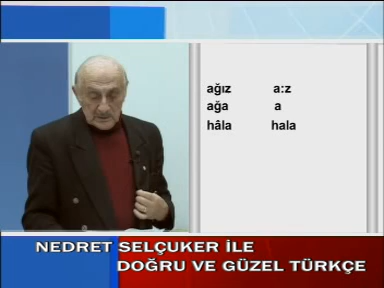 ağız a:z
ağa a
hâla hala
NEDRET SELÇUKER İLE
DOĞRU VE GÜZEL TÜRKÇE